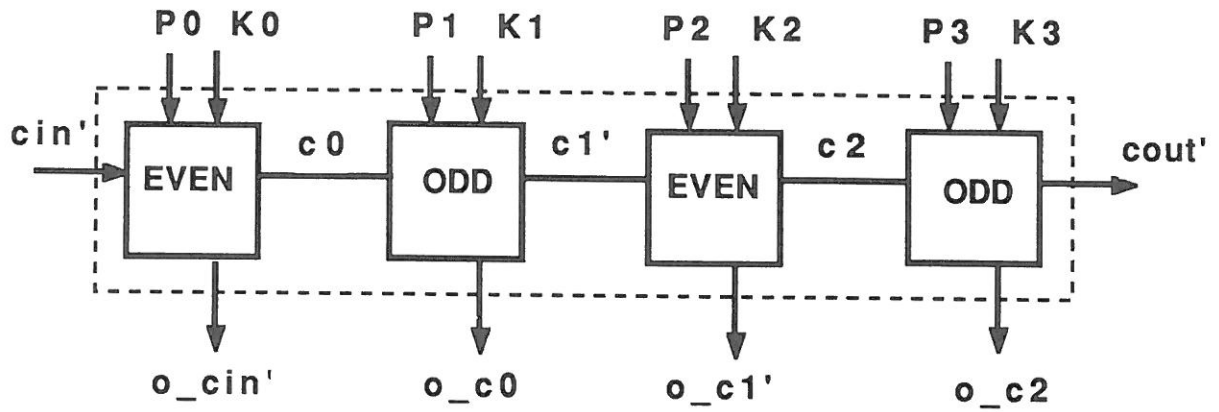 P0 K0 P1 K1 P2 K2 P3 K3
cin' c0 c1' c2 cout'
EVEN ODD EVEN ODD
o_cin' o_c0 o_c1' o_c2